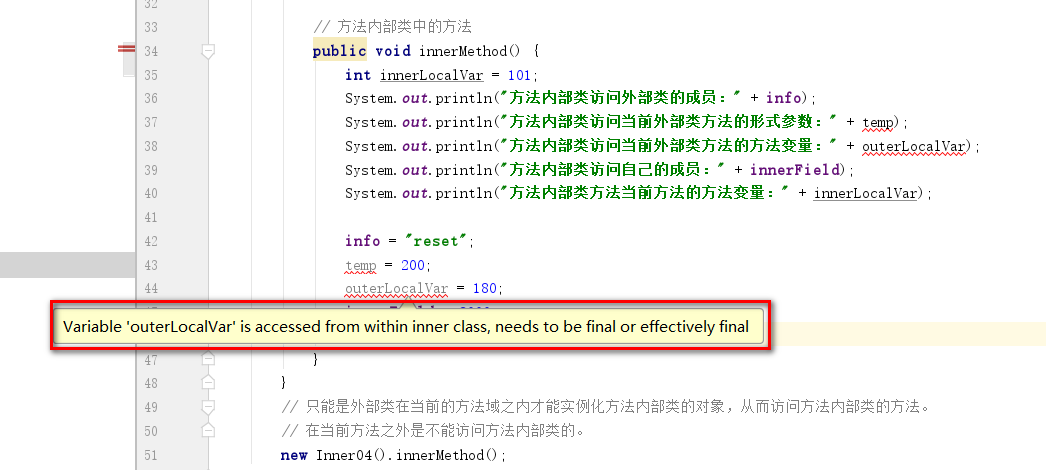 32
33 // 方法内部类中的方法
34 public void innerMethod() {
35 int innerLocalVar = 101;
36 System.out.println("方法内部类访问外部类的成员：" + info);
37 System.out.println("方法内部类访问当前外部类方法的形式参数：" + temp);
38 System.out.println("方法内部类访问当前外部类方法的方法变量：" + outerLocalVar);
39 System.out.println("方法内部类访问自己的成员：" + innerField);
40 System.out.println("方法内部类方法当前方法的方法变量：" + innerLocalVar);
41
42 info = "reset";
43 temp = 200;
44 outerLocalVar = 180;
Variable 'outerLocalVar' is accessed from within inner class, needs to be final or effectively final
47 }
48 }
49 // 只能是外部类在当前的方法域之内才能实例化方法内部类的对象，从而访问方法内部类的方法。
50 // 在当前方法之外是不能访问方法内部类的。
51 new Inner04().innerMethod();